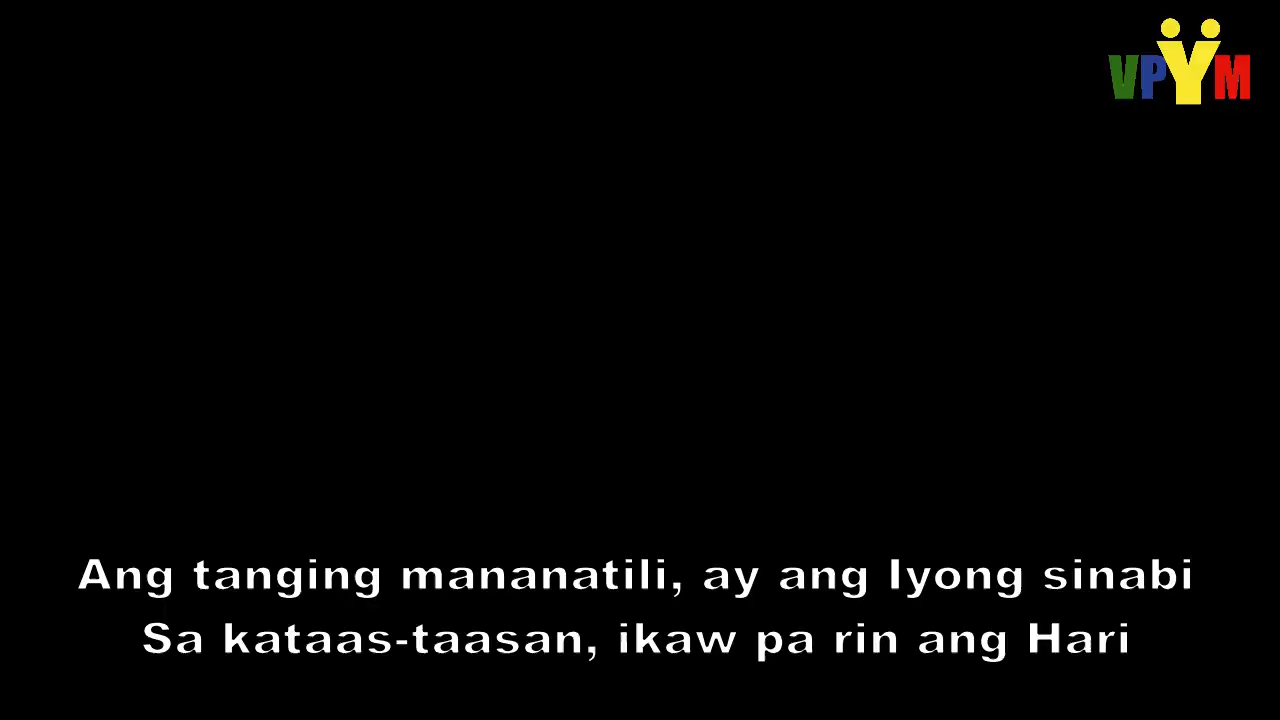 VPYM
Ang tanging mananatili, ay ang Iyong sinabi
Sa kataas-taasan, ikaw pa rin ang Hari